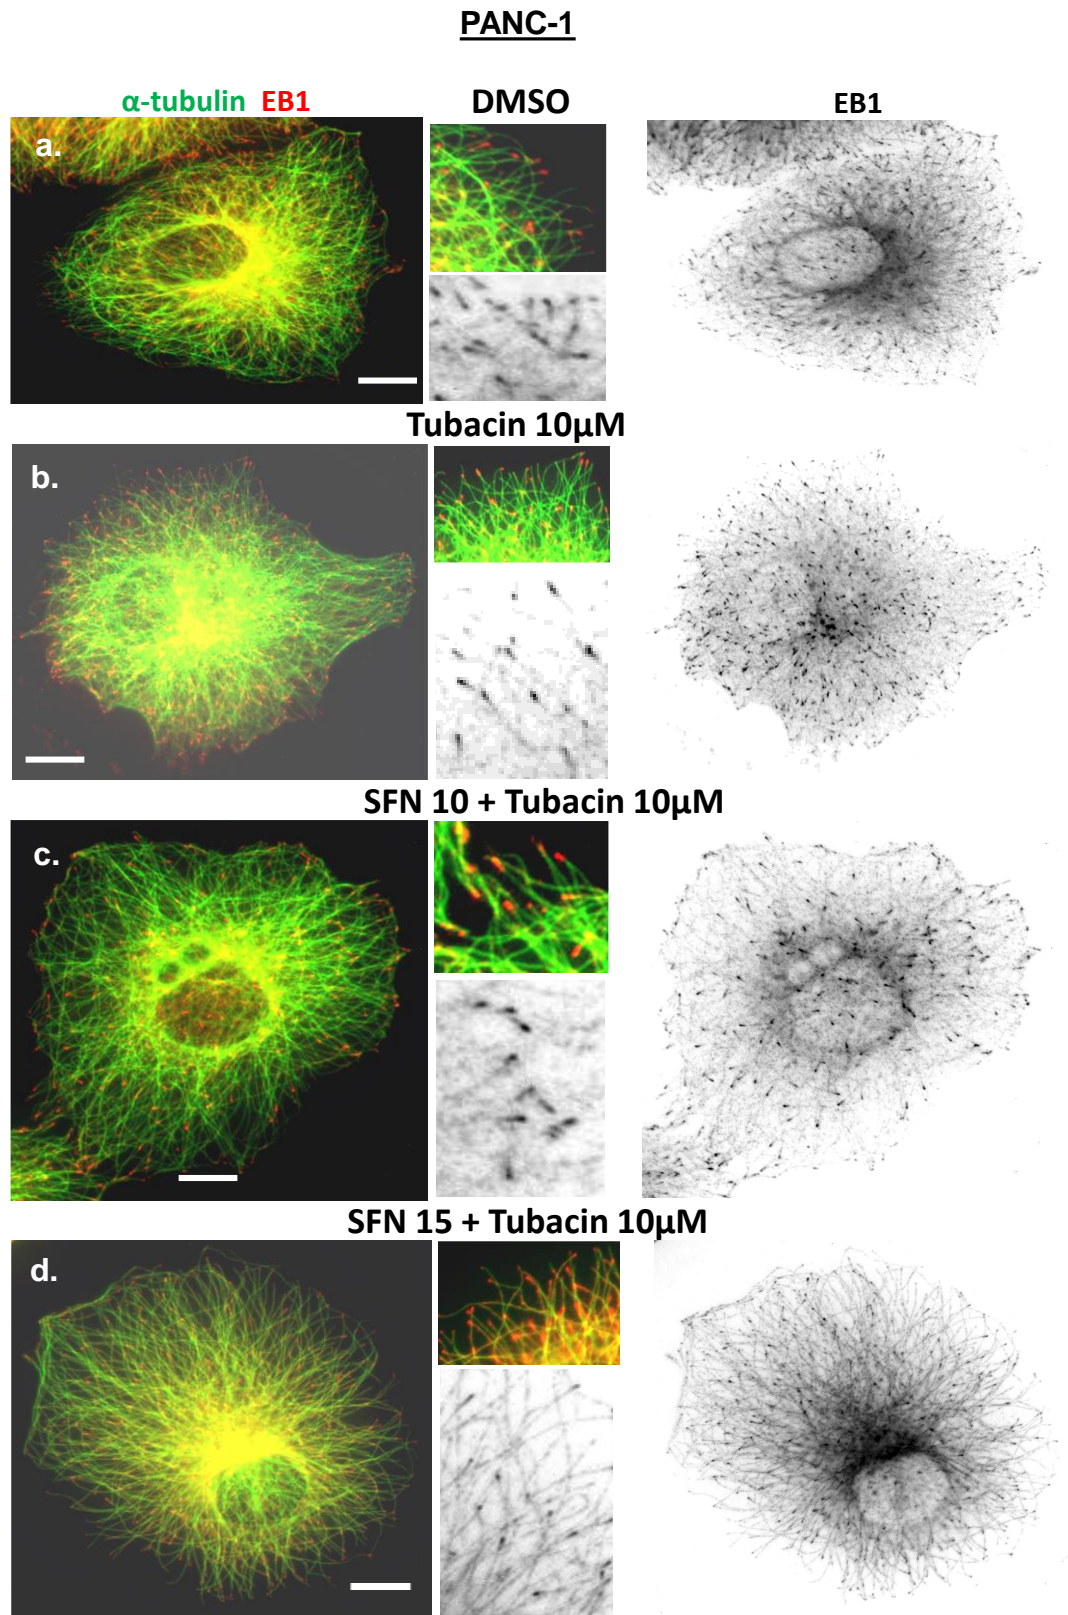 PANC-1
α-tubulin EB1 DMSO EB1
a.
Tubacin 10μM
b.
SFN 10 + Tubacin 10μM
c.
SFN 15 + Tubacin 10μM
d.